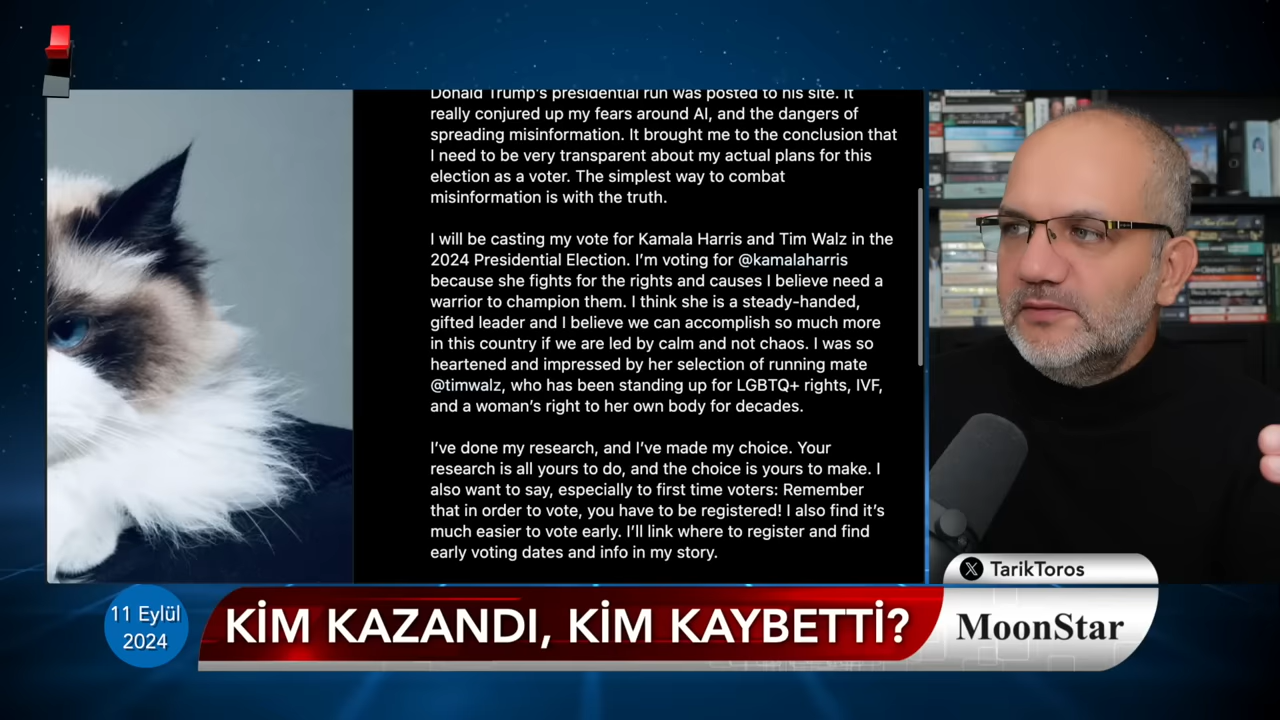 Donald Trump's presidential run was posted to his site. It
really conjured up my fears around AI, and the dangers of
spreading misinformation. It brought me to the conclusion that
I need to be very transparent about my actual plans for this
election as a voter. The simplest way to combat
misinformation is with the truth.
I will be casting my vote for Kamala Harris and Tim Walz in the
2024 Presidential Election. I'm voting for @kamalaharris
because she fights for the rights and causes I believe need a
warrior to champion them. I think she is a steady-handed,
gifted leader and I believe we can accomplish so much more
in this country if we are led by calm and not chaos. I was so
heartened and impressed by her selection of running mate
@timwalz, who has been standing up for LGBTQ+ rights, IVF,
and a woman's right to her own body for decades.
I've done my research, and I've made my choice. Your
research is all yours to do, and the choice is yours to make. I
also want to say, especially to first time voters: Remember
that in order to vote, you have to be registered! I also find it's
much easier to vote early. I'll link where to register and find
early voting dates and info in my story.
X TarikToros
11 Eylül
2024
KİM KAZANDI, KİM KAYBETTİ?
MoonStar